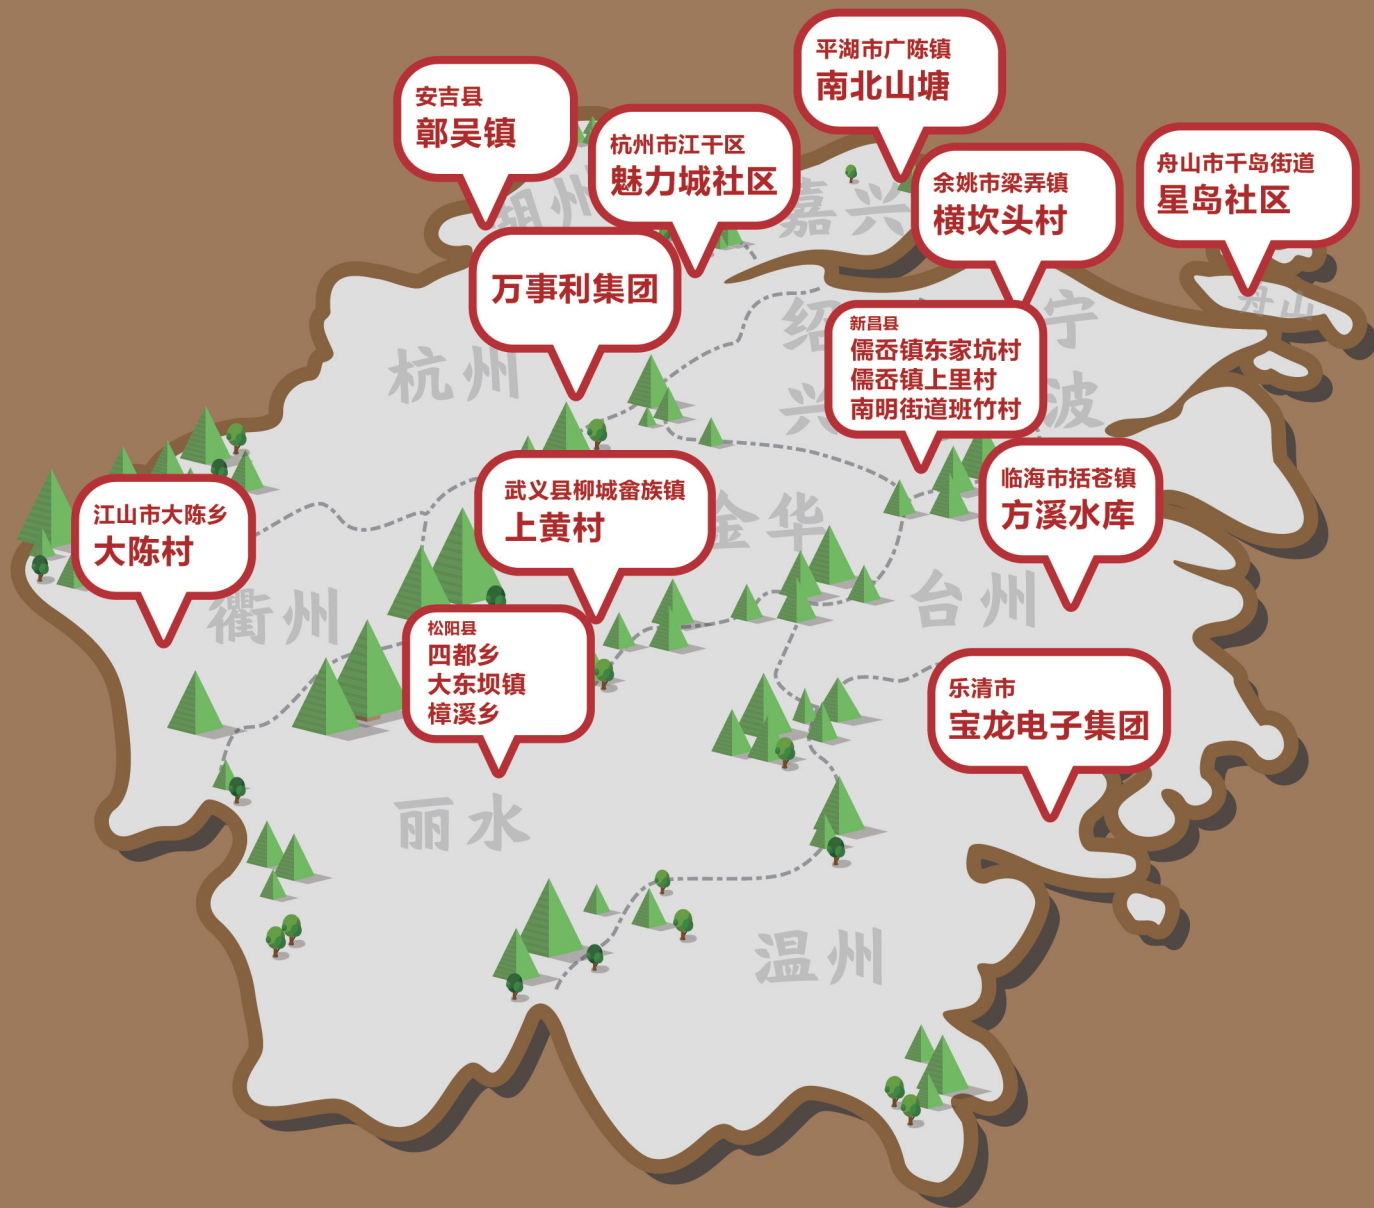 平湖市广陈镇
南北山塘
安吉县
鄣吴镇
杭州市江干区
魅力城社区
舟山市千岛街道
星岛社区
余姚市梁弄镇
横坎头村
湖州
嘉兴
万事利集团
舟山
绍
兴
宁
波
新昌县
儒岙镇东家坑村
儒岙镇上里村
南明街道班竹村
杭州
武义县柳城畲族镇
上黄村
金华
临海市括苍镇
方溪水库
江山市大陈乡
大陈村
衢州
台州
松阳县
四都乡
大东坝镇
樟溪乡
乐清市
宝龙电子集团
丽水
温州